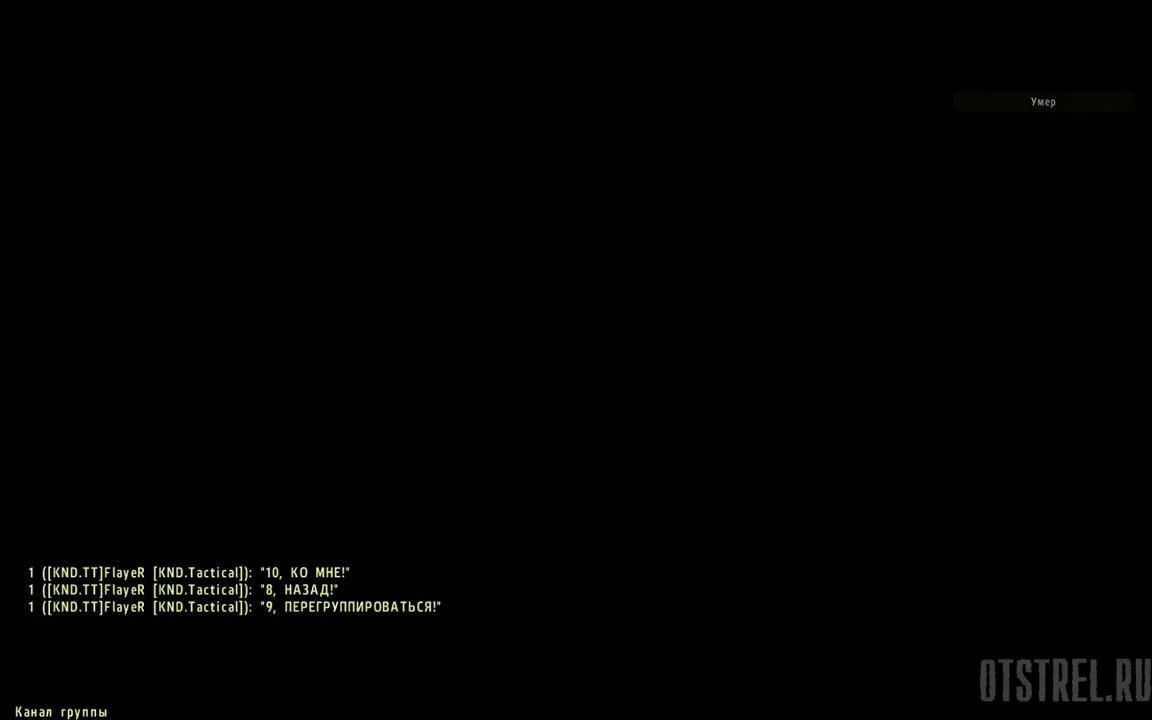 Умер
1 ([KND.TT]FlayeR [KND.Tactical]): "10, КО МНЕ!"
1 ([KND.TT]FlayeR [KND.Tactical]): "8, НАЗАД!"
1 ([KND.TT]FlayeR [KND.Tactical]): "9, ПЕРЕГРУППИРОВАТЬСЯ!"
OTSTREL.RU
Канал группы